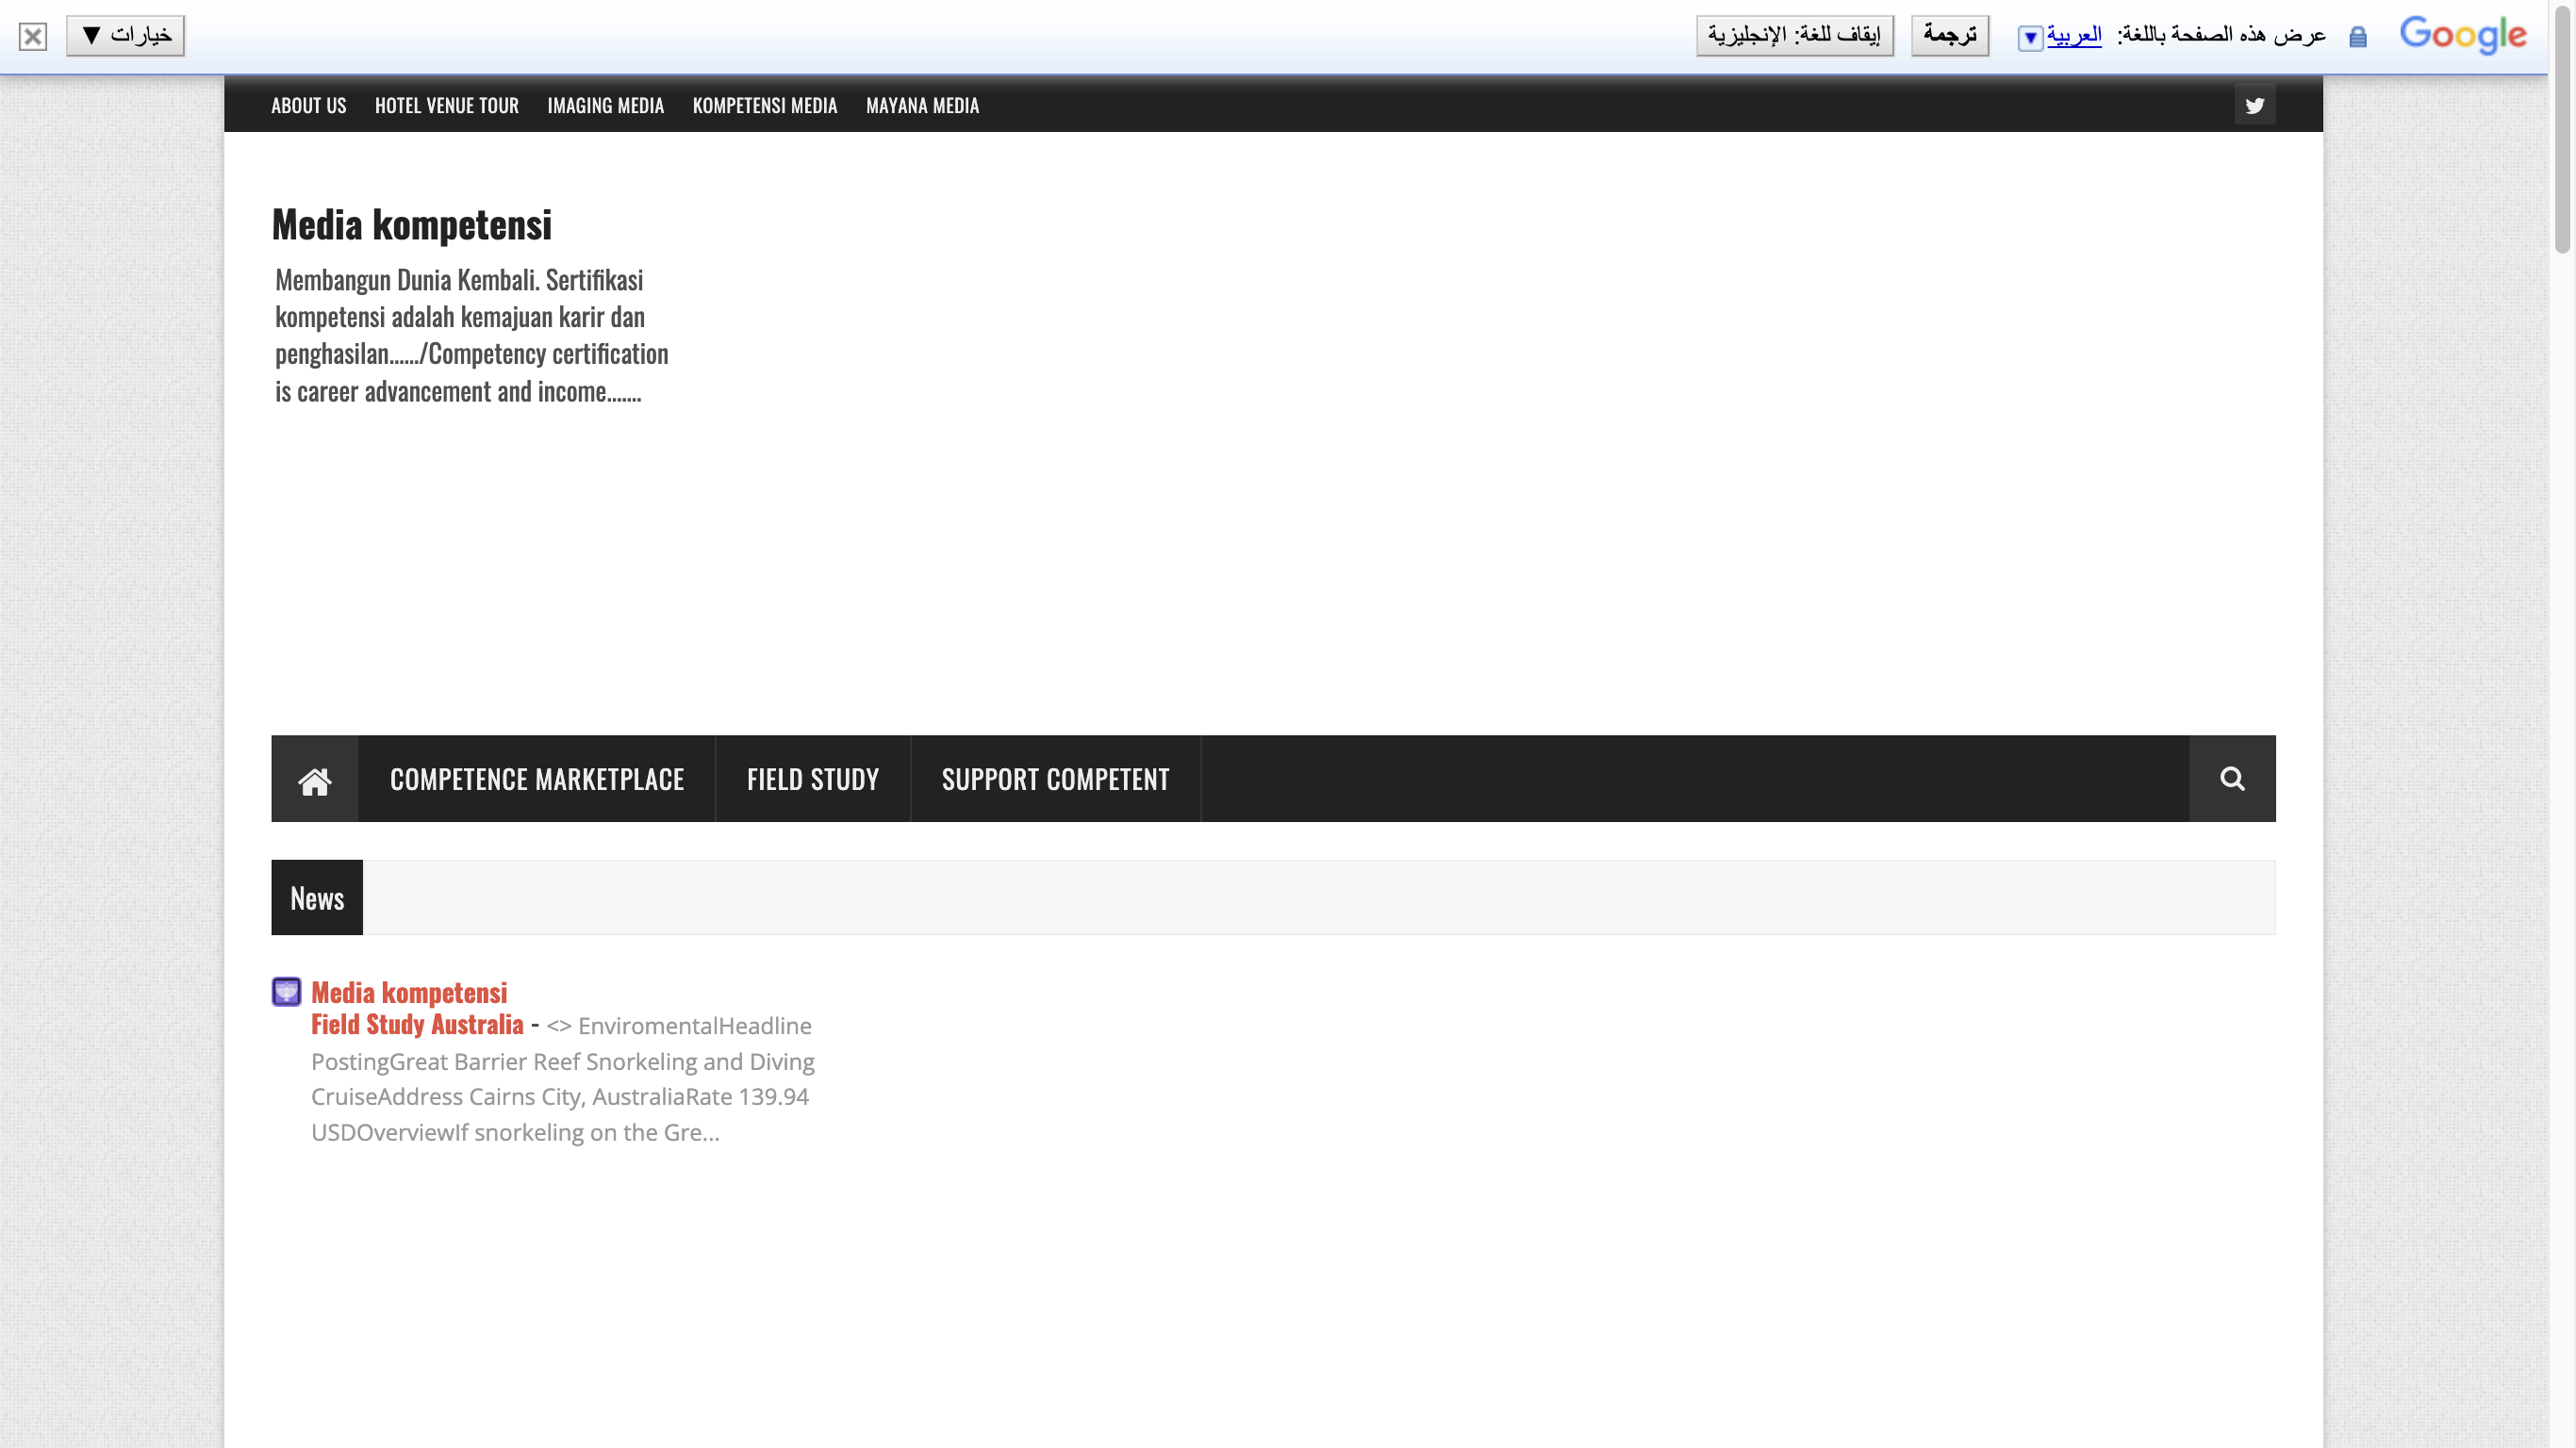 Google
عرض هذه الصفحة باللغة: العربية ▼
ترجمة
إيقاف للغة: الإنجليزية
خيارات ▼
ABOUT US HOTEL VENUE TOUR IMAGING MEDIA KOMPETENSI MEDIA MAYANA MEDIA
Media kompetensi
Membangun Dunia Kembali. Sertifikasi
kompetensi adalah kemajuan karir dan
penghasilan....../Competency certification
is career advancement and income.......
COMPETENCE MARKETPLACE FIELD STUDY SUPPORT COMPETENT
News
Media kompetensi
Field Study Australia - <> EnviromentalHeadline
PostingGreat Barrier Reef Snorkeling and Diving
CruiseAddress Cairns City, AustraliaRate 139.94
USDOverviewIf snorkeling on the Gre...